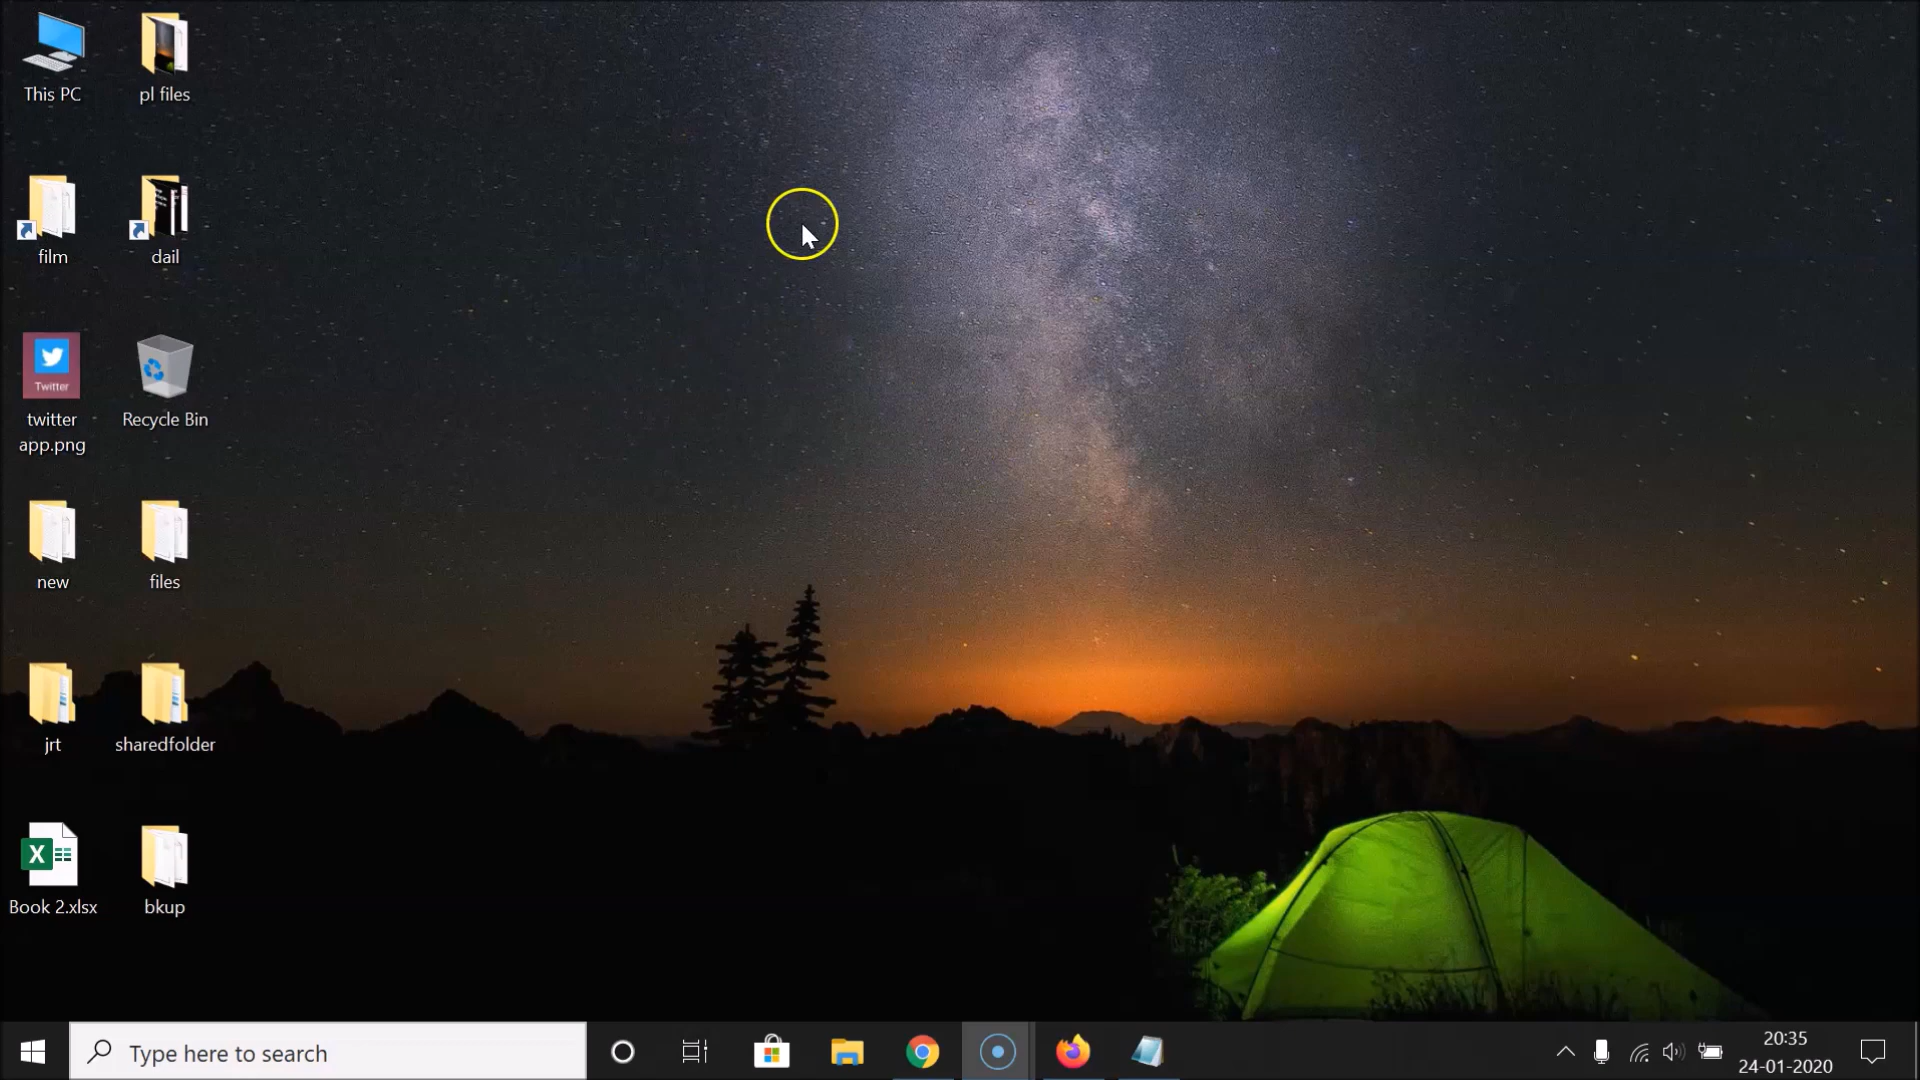 This PC
pl files
film
dail
Twitter
twitter
app.png
Recycle Bin
new
files
jrt
sharedfolder
X
Book 2.xlsx
bkup
Type here to search
20:35
24-01-2020